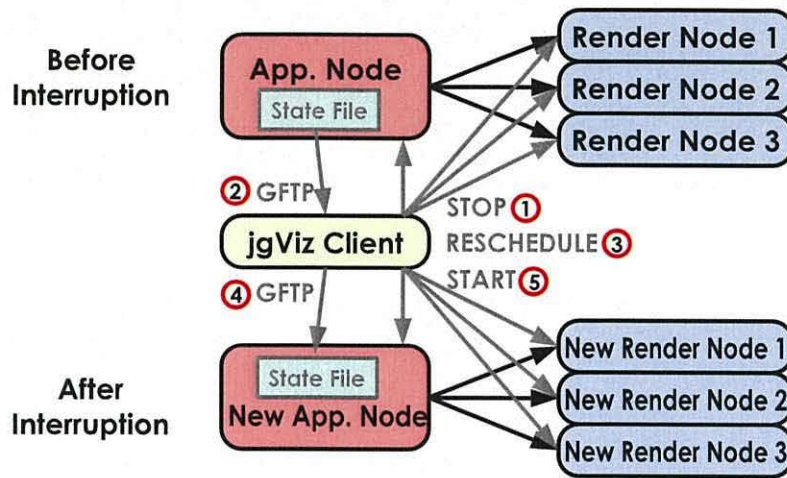 Before
Interruption
App. Node
State File
Render Node 1
Render Node 2
Render Node 3
② GFTP
STOP ①
jgViz Client
RESCHEDULE ③
④ GFTP
START ⑤
After
Interruption
State File
New App. Node
New Render Node 1
New Render Node 2
New Render Node 3